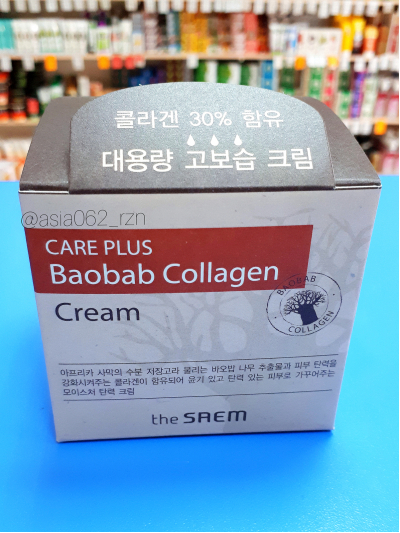 콜라겐 30% 함유
대용량 고보습 크림
@asia062_rzn
CARE PLUS
Baobab Collagen
Cream
BAOBAB
COLLAGEN
아프리카 사막의 수분 저장고라 불리는 바오밥 나무 추출물과 피부 탄력을
강화시켜주는 콜라겐이 함유되어 윤기 있고 탄력 있는 피부로 가꾸어주는
모이스처 탄력 크림
the SAEM